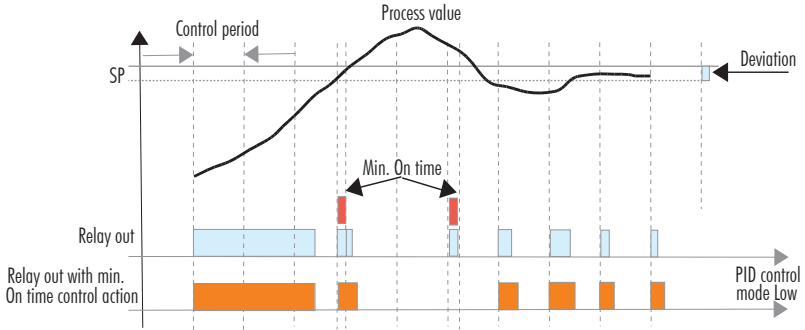 Process value
Control period
SP
Deviation
Min. On time
Relay out
Relay out with min.
On time control action
PID control
mode Low